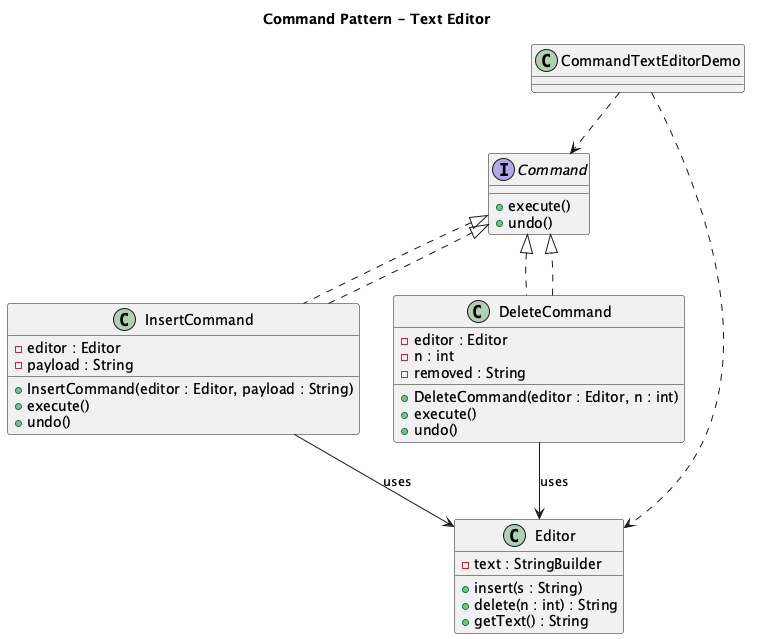 Command Pattern - Text Editor
C CommandTextEditorDemo
I Command
execute()
undo()
C InsertCommand
editor : Editor
payload : String
InsertCommand(editor : Editor, payload : String)
execute()
undo()
C DeleteCommand
editor : Editor
n : int
removed : String
DeleteCommand(editor : Editor, n : int)
execute()
undo()
uses
uses
C Editor
text : StringBuilder
insert(s : String)
delete(n : int) : String
getText() : String